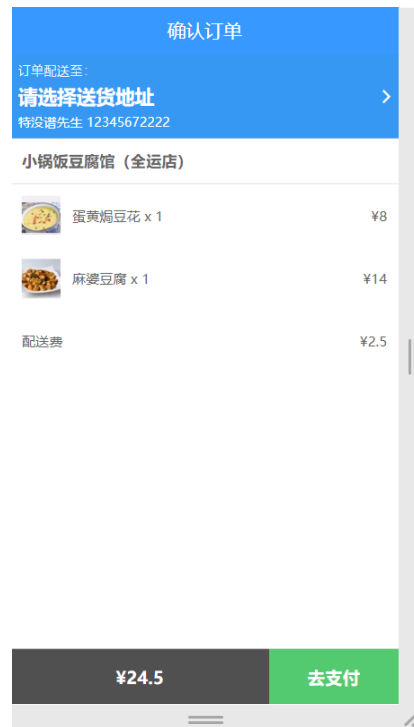 确认订单
订单配送至:
请选择送货地址
特没谱先生 12345672222
小锅饭豆腐馆（全运店）
蛋黄焗豆花 x 1 ¥8
麻婆豆腐 x 1 ¥14
配送费 ¥2.5
¥24.5 去支付